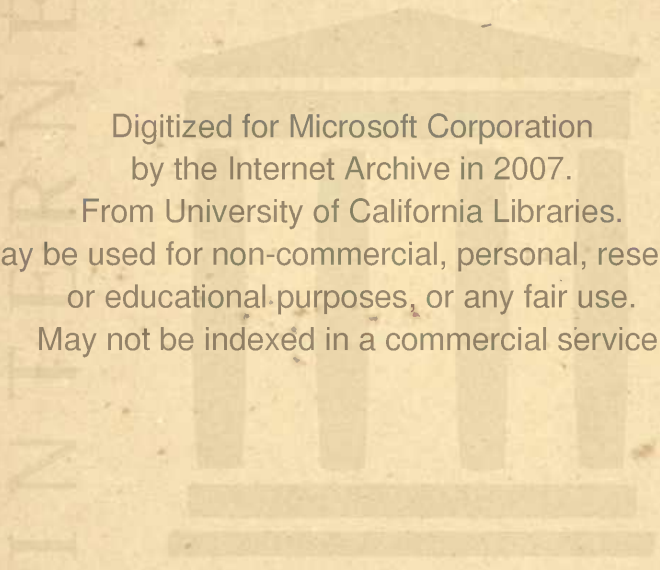 Digitized for Microsoft Corporation
by the Internet Archive in 2007.
From University of California Libraries.
ay be used for non-commercial, personal, rese
or educational purposes, or any fair use.
May not be indexed in a commercial service
INTERNE